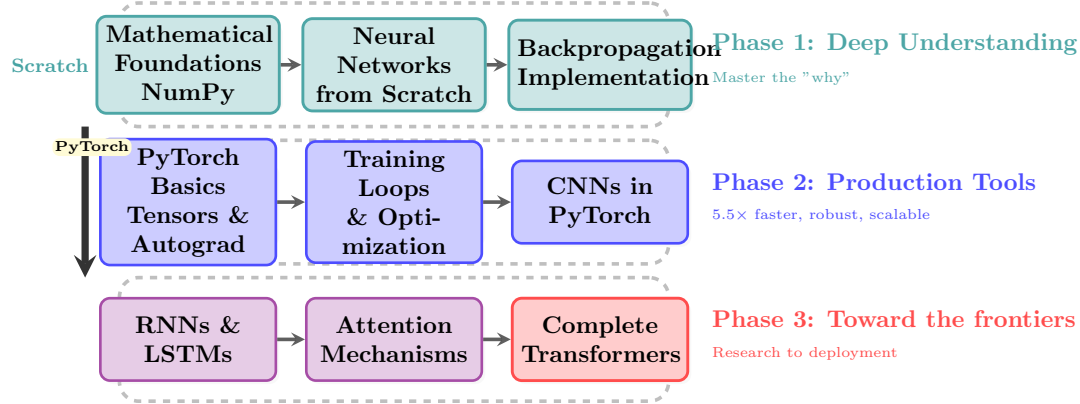 Scratch
Mathematical
Foundations
NumPy
Neural
Networks
from Scratch
Backpropagation
Implementation
Phase 1: Deep Understanding
Master the ”why”
PyTorch
PyTorch
Basics
Tensors &
Autograd
Training
Loops
& Opti-
mization
CNNs in
PyTorch
Phase 2: Production Tools
5.5× faster, robust, scalable
RNNs &
LSTMs
Attention
Mechanisms
Complete
Transformers
Phase 3: Toward the frontiers
Research to deployment